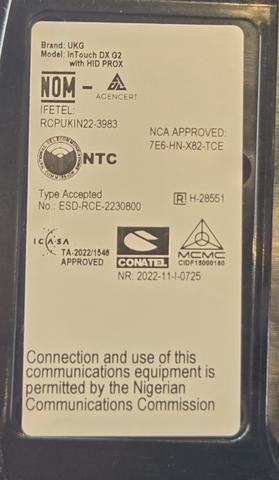 Brand: UKG
Model: InTouch DX G2
with HID PROX
NOM -
AGENCERT
IFETEL:
RCPUKIN22-3983
NCA APPROVED:
7E6-HN-X82-TCE
NTC
Type Accepted
No.: ESD-RCE-2230800
R H-28551
ICASA
TA-2022/1546
APPROVED
CONATEL
MCMC
CIDF15000180
NR: 2022-11-I-0725
Connection and use of this
communications equipment is
permitted by the Nigerian
Communications Commission